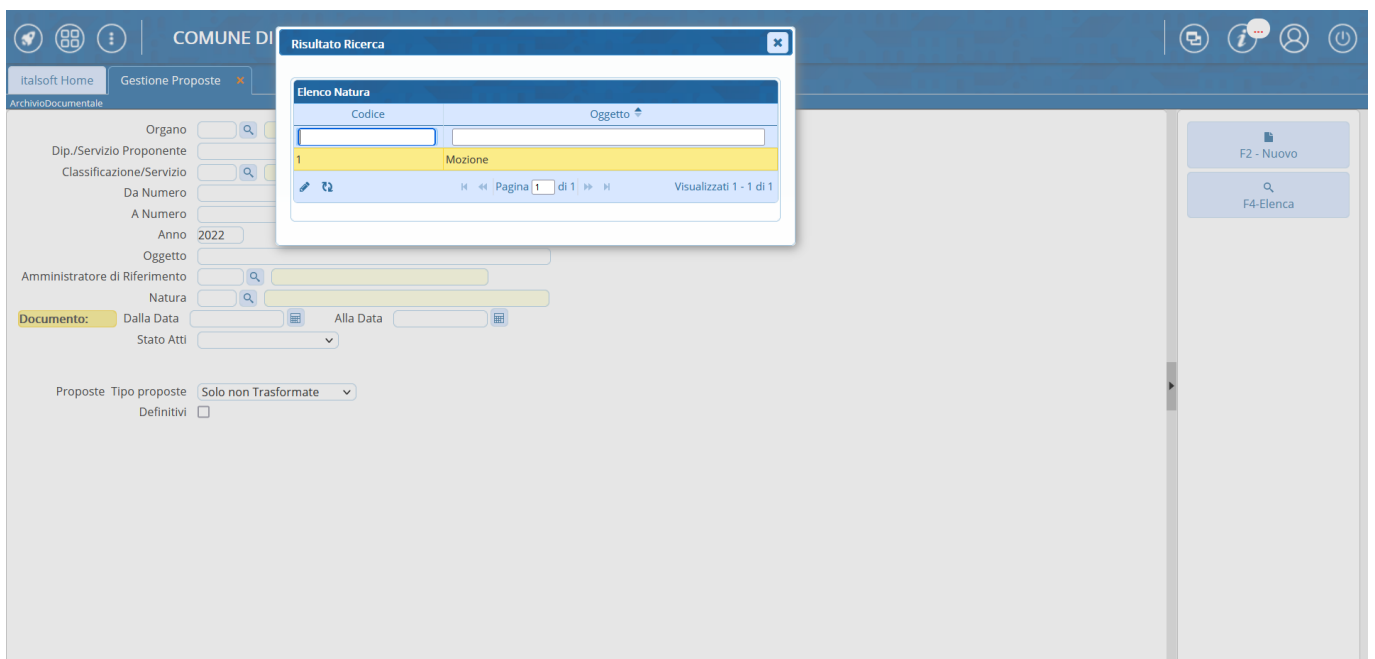 COMUNE DI
Risultato Ricerca
Italsoft Home
Gestione Proposte
ArchivioDocumentale
Elenco Natura
Codice
Oggetto
1 Mozione
Pagina 1 di 1
Visualizzati 1 - 1 di 1
Organo
Dip./Servizio Proponente
Classificazione/Servizio
Da Numero
A Numero
Anno 2022
Oggetto
Amministratore di Riferimento
Natura
Documento: Dalla Data Alla Data
Stato Atti
Proposte Tipo proposte Solo non Trasformate
Definitivi
F2 - Nuovo
F4-Elenca